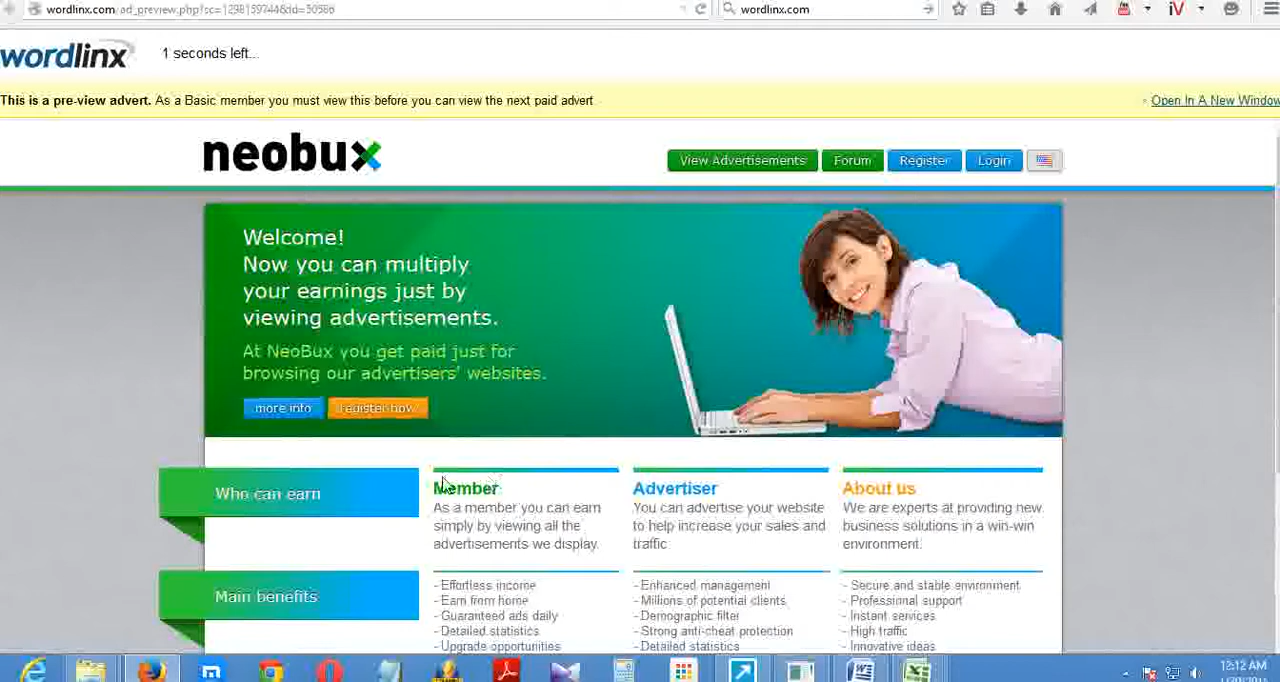 wordlinx.com
wordlinx.com
wordlinx
1 seconds left...
This is a pre-view advert. As a Basic member you must view this before you can view the next paid advert
Open In A New Window
neobux
View Advertisements
Forum
Register
Login
Welcome!
Now you can multiply
your earnings just by
viewing advertisements.
At NeoBux you get paid just for
browsing our advertisers' websites.
more info
register now
Who can earn
Member
As a member you can earn
simply by viewing all the
advertisements we display.
Advertiser
You can advertise your website
to help increase your sales and
traffic.
About us
We are experts at providing new
business solutions in a win-win
environment.
Main benefits
- Effortless income
- Earn from home
- Guaranteed ads daily
- Detailed statistics
- Upgrade opportunities
- Enhanced management
- Millions of potential clients
- Demographic filter
- Strong anti-cheat protection
- Detailed statistics
- Secure and stable environment
- Professional support
- Instant services
- High traffic
- Innovative ideas
12:12 AM